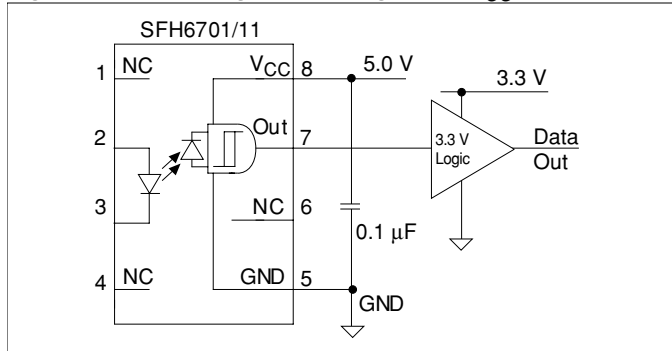 SFH6701/11
1 NC
VCC 8
5.0 V
3.3 V
2
Out
7
3.3 V
Logic
Data
Out
3
NC 6
0.1 µF
4 NC
GND 5
GND